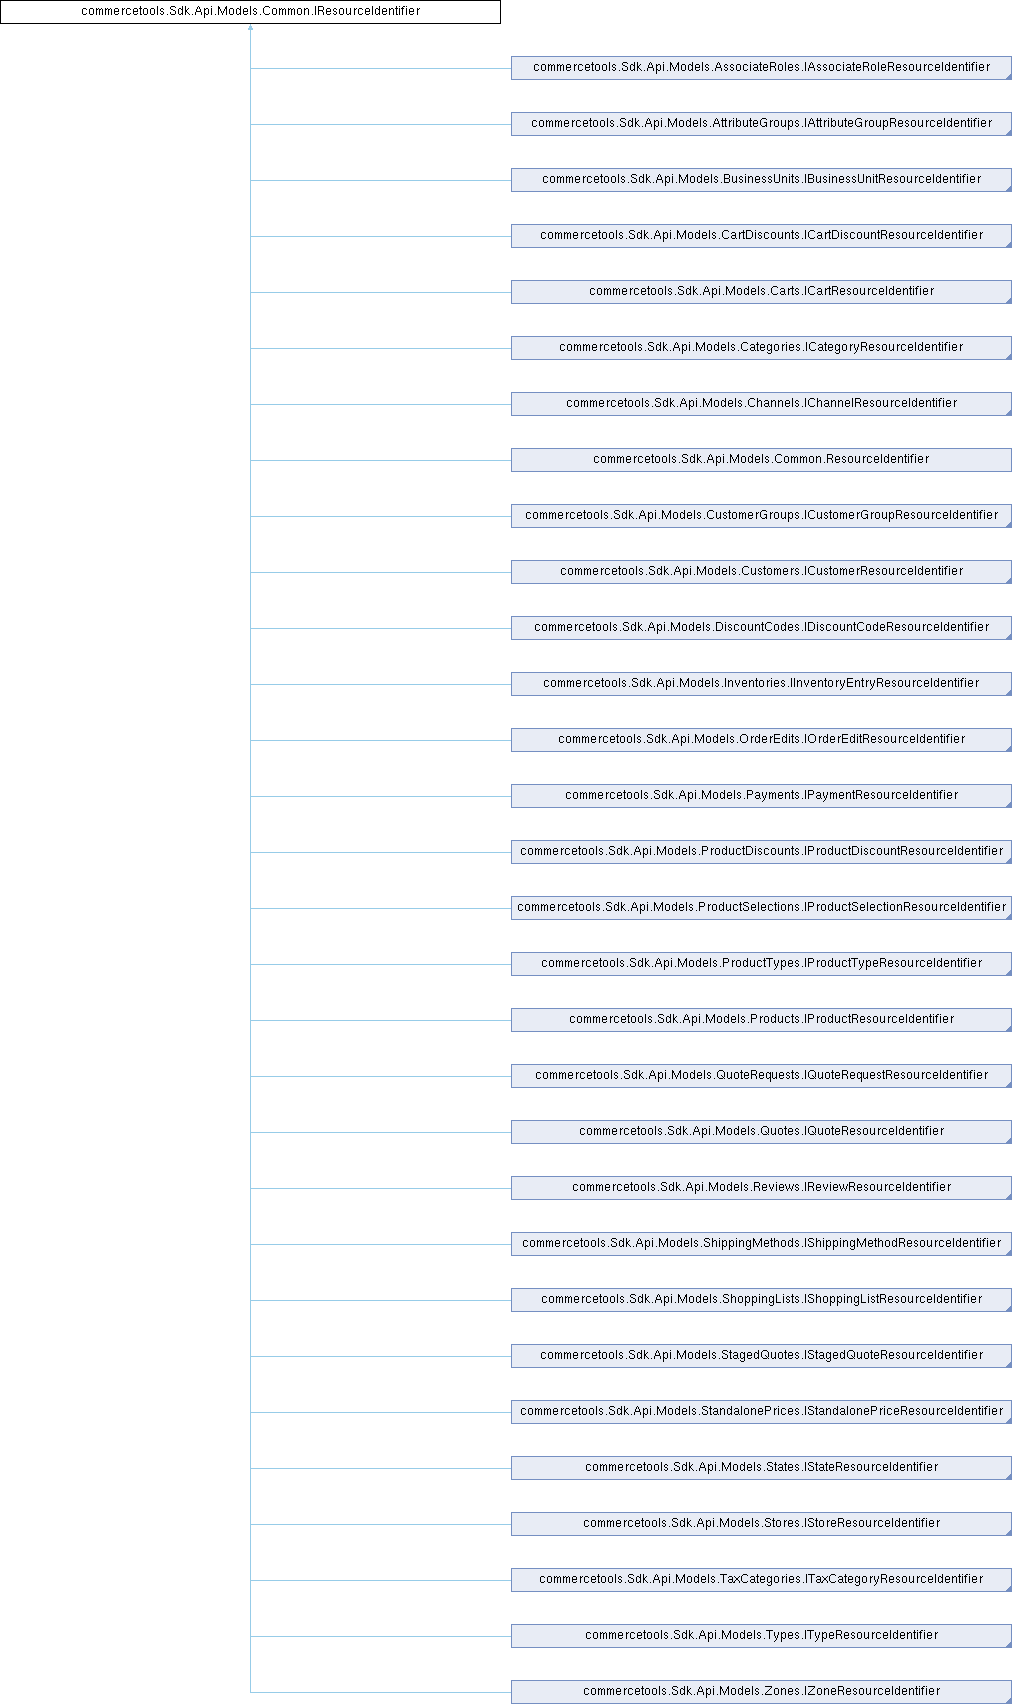 commercetools.Sdk.Api.Models.Common.IResourceIdentifier
commercetools.Sdk.Api.Models.AssociateRoles.IAssociateRoleResourceIdentifier
commercetools.Sdk.Api.Models.AttributeGroups.IAttributeGroupResourceIdentifier
commercetools.Sdk.Api.Models.BusinessUnits.IBusinessUnitResourceIdentifier
commercetools.Sdk.Api.Models.CartDiscounts.ICartDiscountResourceIdentifier
commercetools.Sdk.Api.Models.Carts.ICartResourceIdentifier
commercetools.Sdk.Api.Models.Categories.ICategoryResourceIdentifier
commercetools.Sdk.Api.Models.Channels.IChannelResourceIdentifier
commercetools.Sdk.Api.Models.Common.ResourceIdentifier
commercetools.Sdk.Api.Models.CustomerGroups.ICustomerGroupResourceIdentifier
commercetools.Sdk.Api.Models.Customers.ICustomerResourceIdentifier
commercetools.Sdk.Api.Models.DiscountCodes.IDiscountCodeResourceIdentifier
commercetools.Sdk.Api.Models.Inventories.IInventoryEntryResourceIdentifier
commercetools.Sdk.Api.Models.OrderEdits.IOrderEditResourceIdentifier
commercetools.Sdk.Api.Models.Payments.IPaymentResourceIdentifier
commercetools.Sdk.Api.Models.ProductDiscounts.IProductDiscountResourceIdentifier
commercetools.Sdk.Api.Models.ProductSelections.IProductSelectionResourceIdentifier
commercetools.Sdk.Api.Models.ProductTypes.IProductTypeResourceIdentifier
commercetools.Sdk.Api.Models.Products.IProductResourceIdentifier
commercetools.Sdk.Api.Models.QuoteRequests.IQuoteRequestResourceIdentifier
commercetools.Sdk.Api.Models.Quotes.IQuoteResourceIdentifier
commercetools.Sdk.Api.Models.Reviews.IReviewResourceIdentifier
commercetools.Sdk.Api.Models.ShippingMethods.IShippingMethodResourceIdentifier
commercetools.Sdk.Api.Models.ShoppingLists.IShoppingListResourceIdentifier
commercetools.Sdk.Api.Models.StagedQuotes.IStagedQuoteResourceIdentifier
commercetools.Sdk.Api.Models.StandalonePrices.IStandalonePriceResourceIdentifier
commercetools.Sdk.Api.Models.States.IStateResourceIdentifier
commercetools.Sdk.Api.Models.Stores.IStoreResourceIdentifier
commercetools.Sdk.Api.Models.TaxCategories.ITaxCategoryResourceIdentifier
commercetools.Sdk.Api.Models.Types.ITypeResourceIdentifier
commercetools.Sdk.Api.Models.Zones.IZoneResourceIdentifier